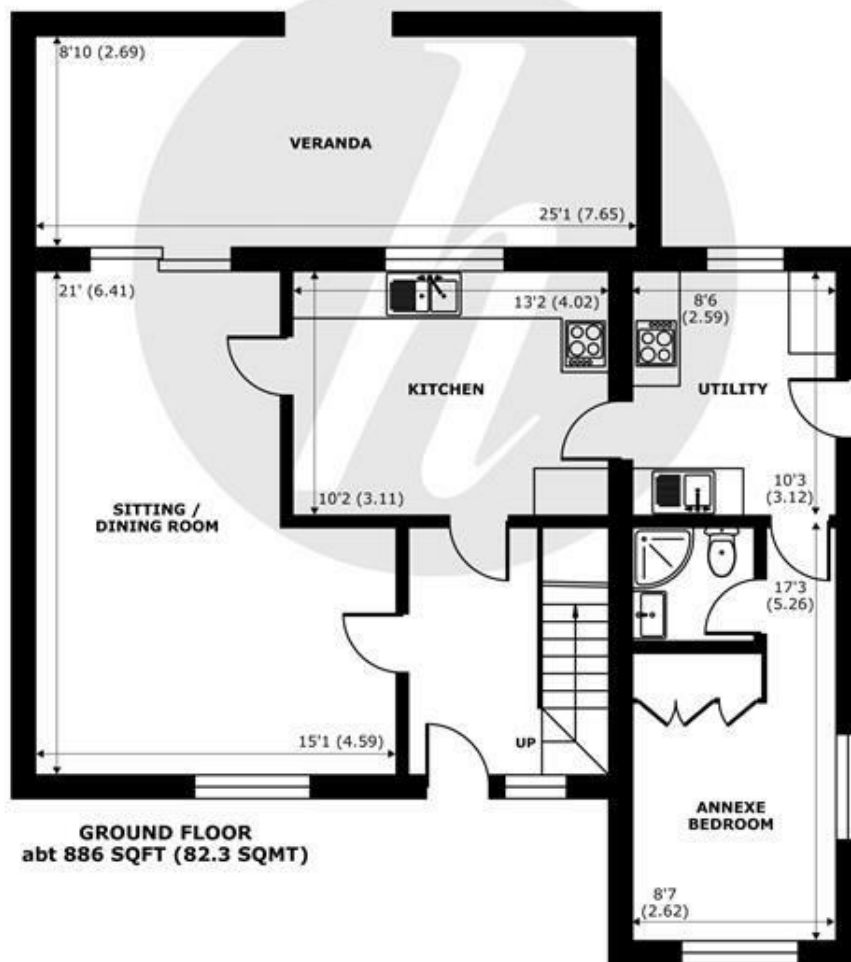 8'10 (2.69)
VERANDA
25'1 (7.65)
21' (6.41)
13'2 (4.02)
8'6
(2.59)
KITCHEN
UTILITY
10'2 (3.11)
10'3
(3.12)
SITTING /
DINING ROOM
17'3
(5.26)
15'1 (4.59)
UP
ANNEXE
BEDROOM
GROUND FLOOR
abt 886 SQFT (82.3 SQMT)
8'7
(2.62)
h